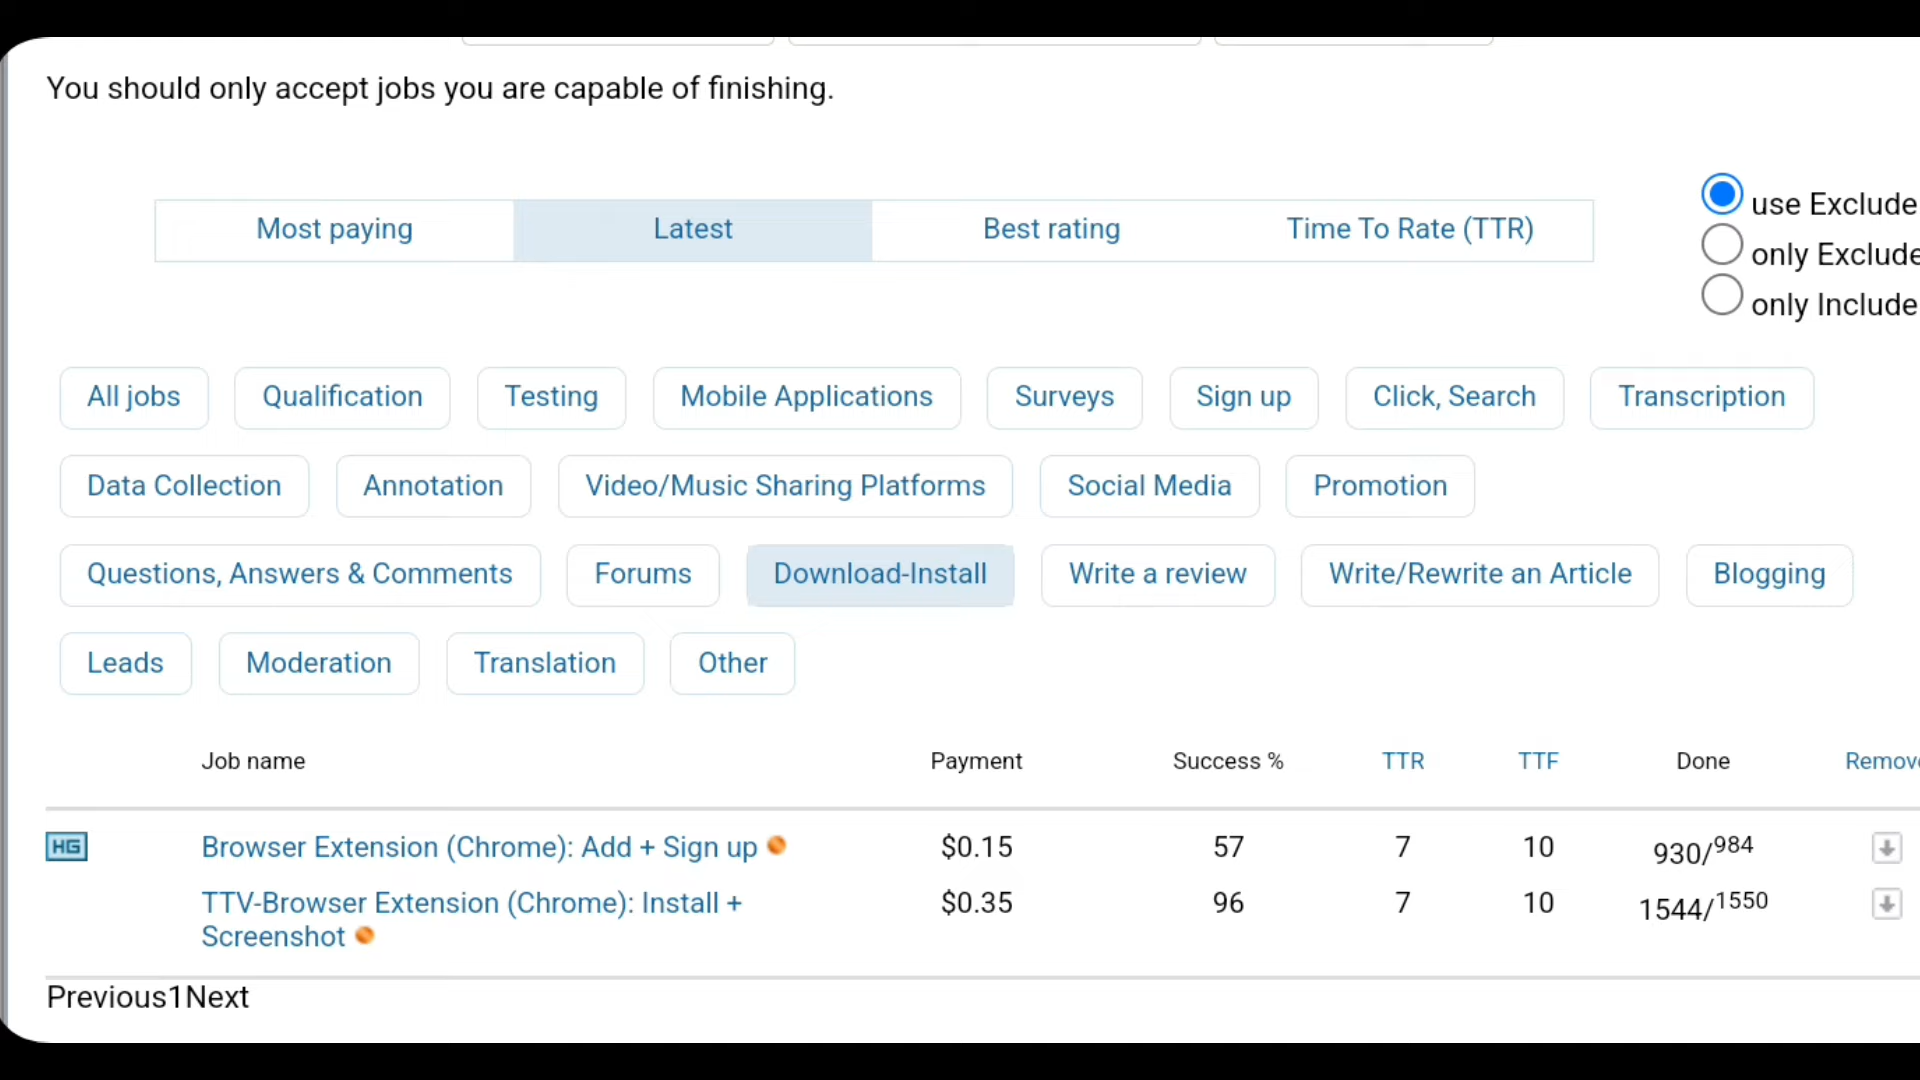 You should only accept jobs you are capable of finishing.
Most paying Latest Best rating Time To Rate (TTR)
use Exclude
only Exclude
only Include
All jobs Qualification Testing Mobile Applications Surveys Sign up Click, Search Transcription
Data Collection Annotation Video/Music Sharing Platforms Social Media Promotion
Questions, Answers & Comments Forums Download-Install Write a review Write/Rewrite an Article Blogging
Leads Moderation Translation Other
Job name Payment Success % TTR TTF Done Remove
HG Browser Extension (Chrome): Add + Sign up $0.15 57 7 10 930/984
TTV-Browser Extension (Chrome): Install + $0.35 96 7 10 1544/1550
Screenshot
Previous1Next